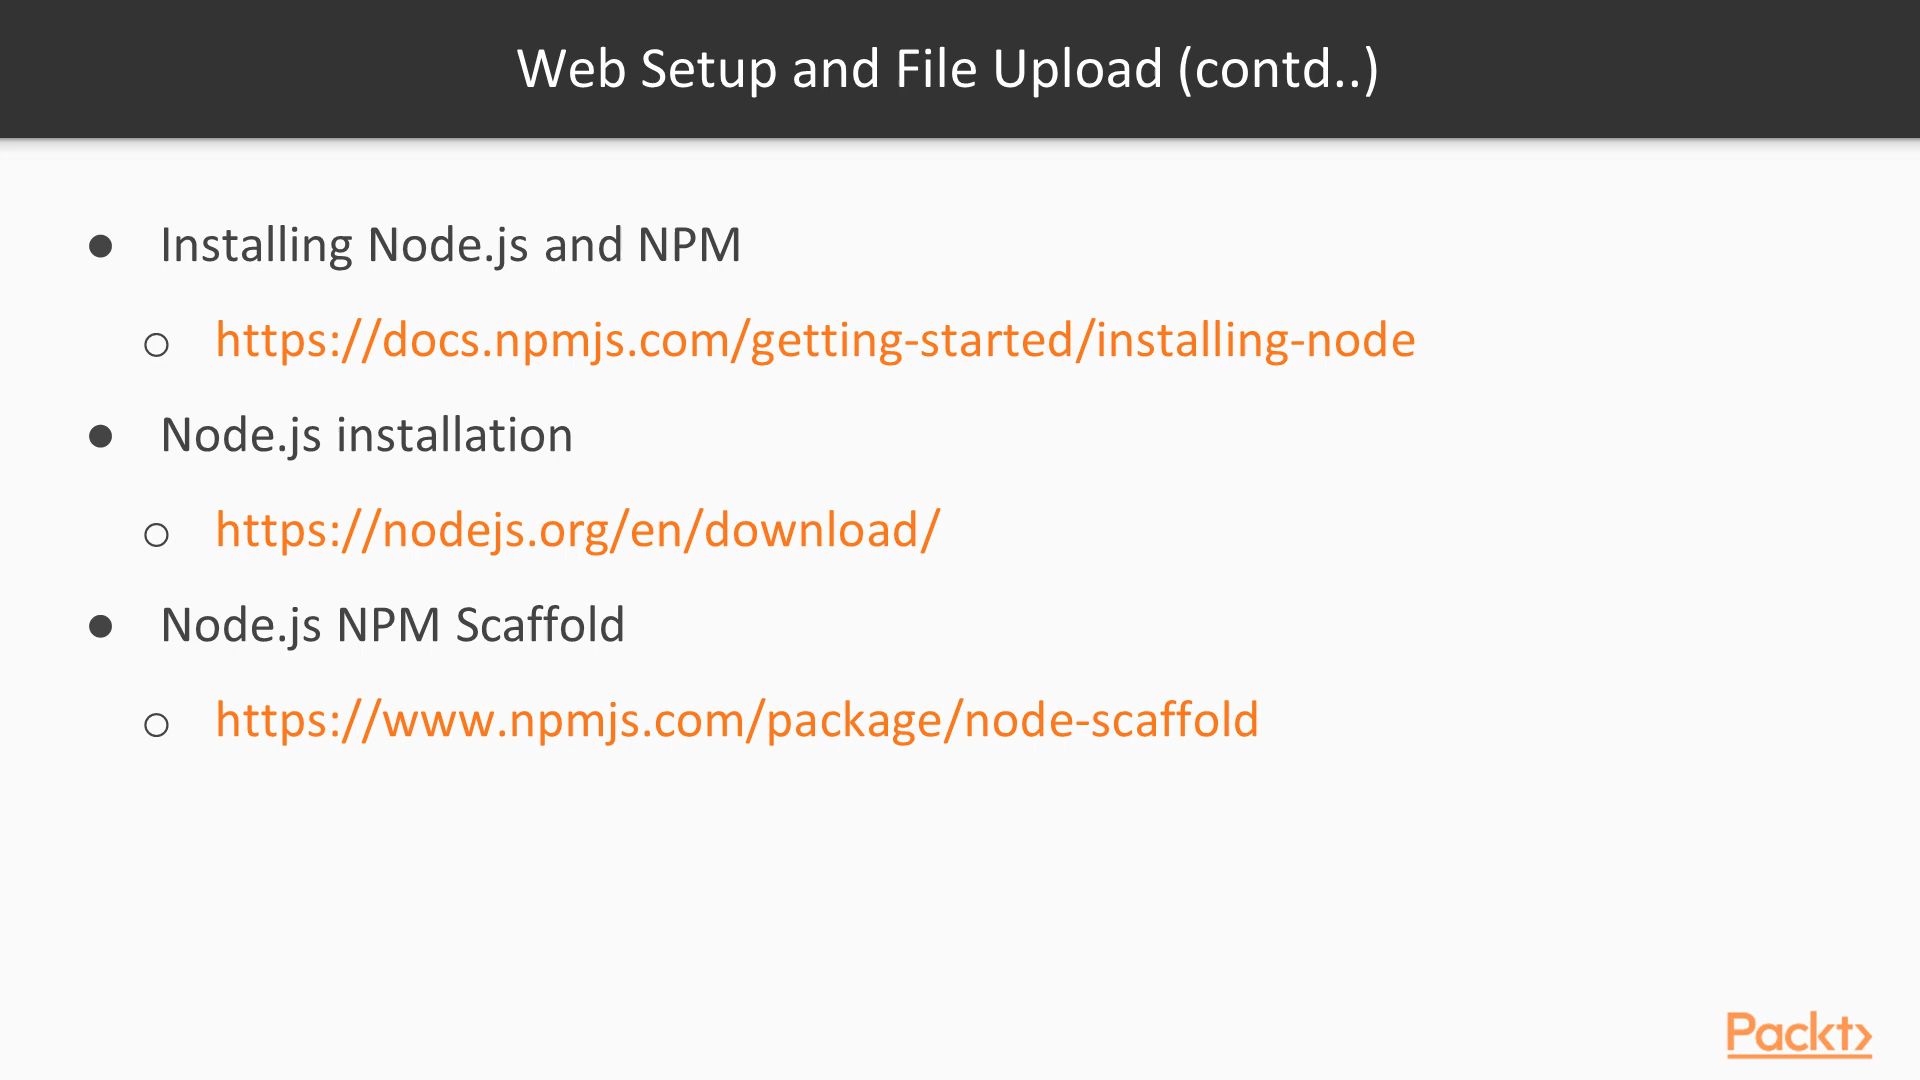 Web Setup and File Upload (contd..)
● Installing Node.js and NPM
○ https://docs.npmjs.com/getting-started/installing-node
● Node.js installation
○ https://nodejs.org/en/download/
● Node.js NPM Scaffold
○ https://www.npmjs.com/package/node-scaffold
Packt>